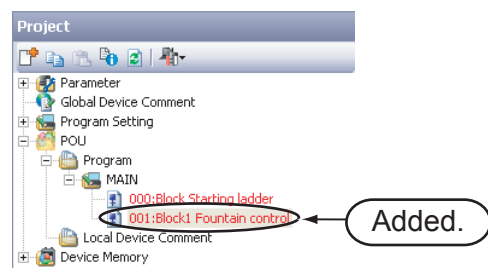 Project
Parameter
Global Device Comment
Program Setting
POU
Program
MAIN
000:Block Starting ladder
001:Block1 Fountain control
Added.
Local Device Comment
Device Memory